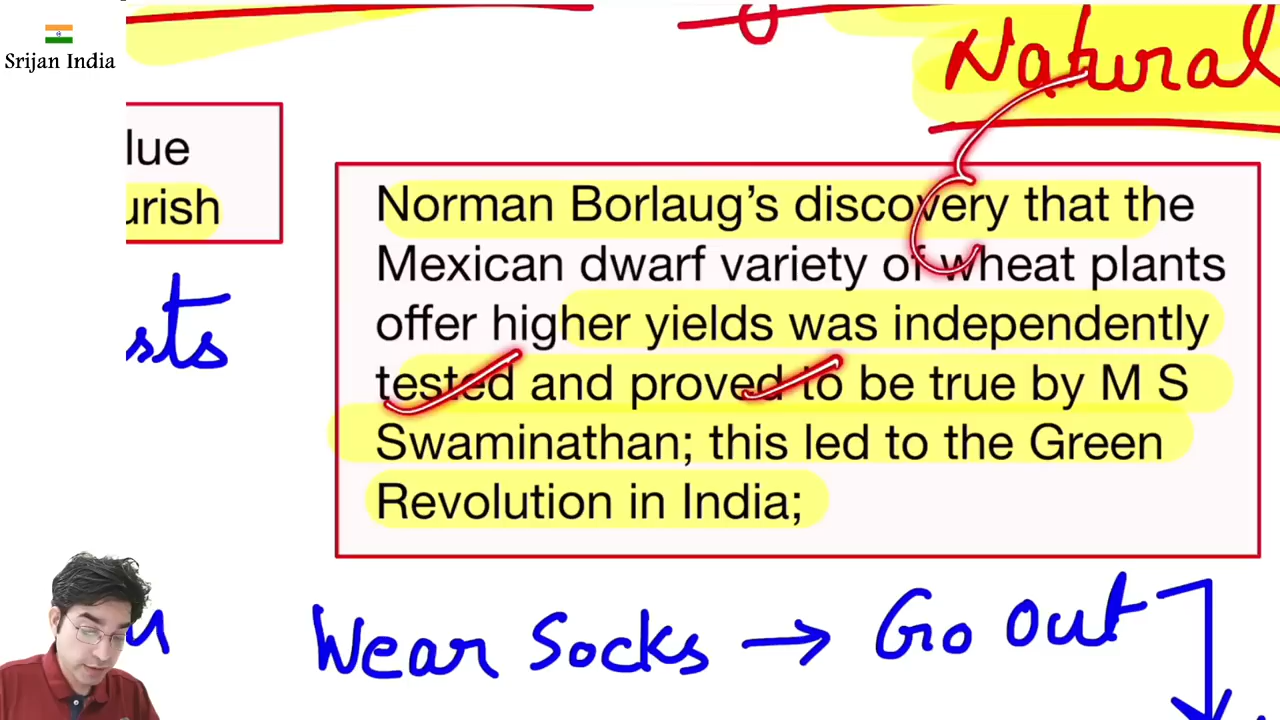 Srijan India
Natural
lue
urish
Norman Borlaug's discovery that the
Mexican dwarf variety of wheat plants
offer higher yields was independently
tested and proved to be true by M S
Swaminathan; this led to the Green
Revolution in India;
sts
Wear Socks → Go Out